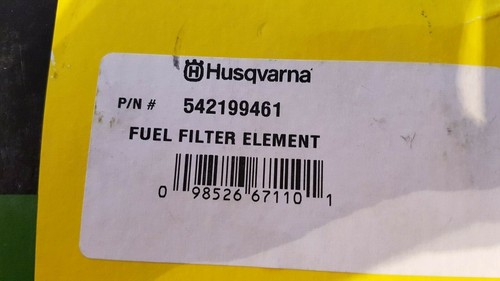 Husqvarna
P/N # 542199461
FUEL FILTER ELEMENT
0 98526 67110 1